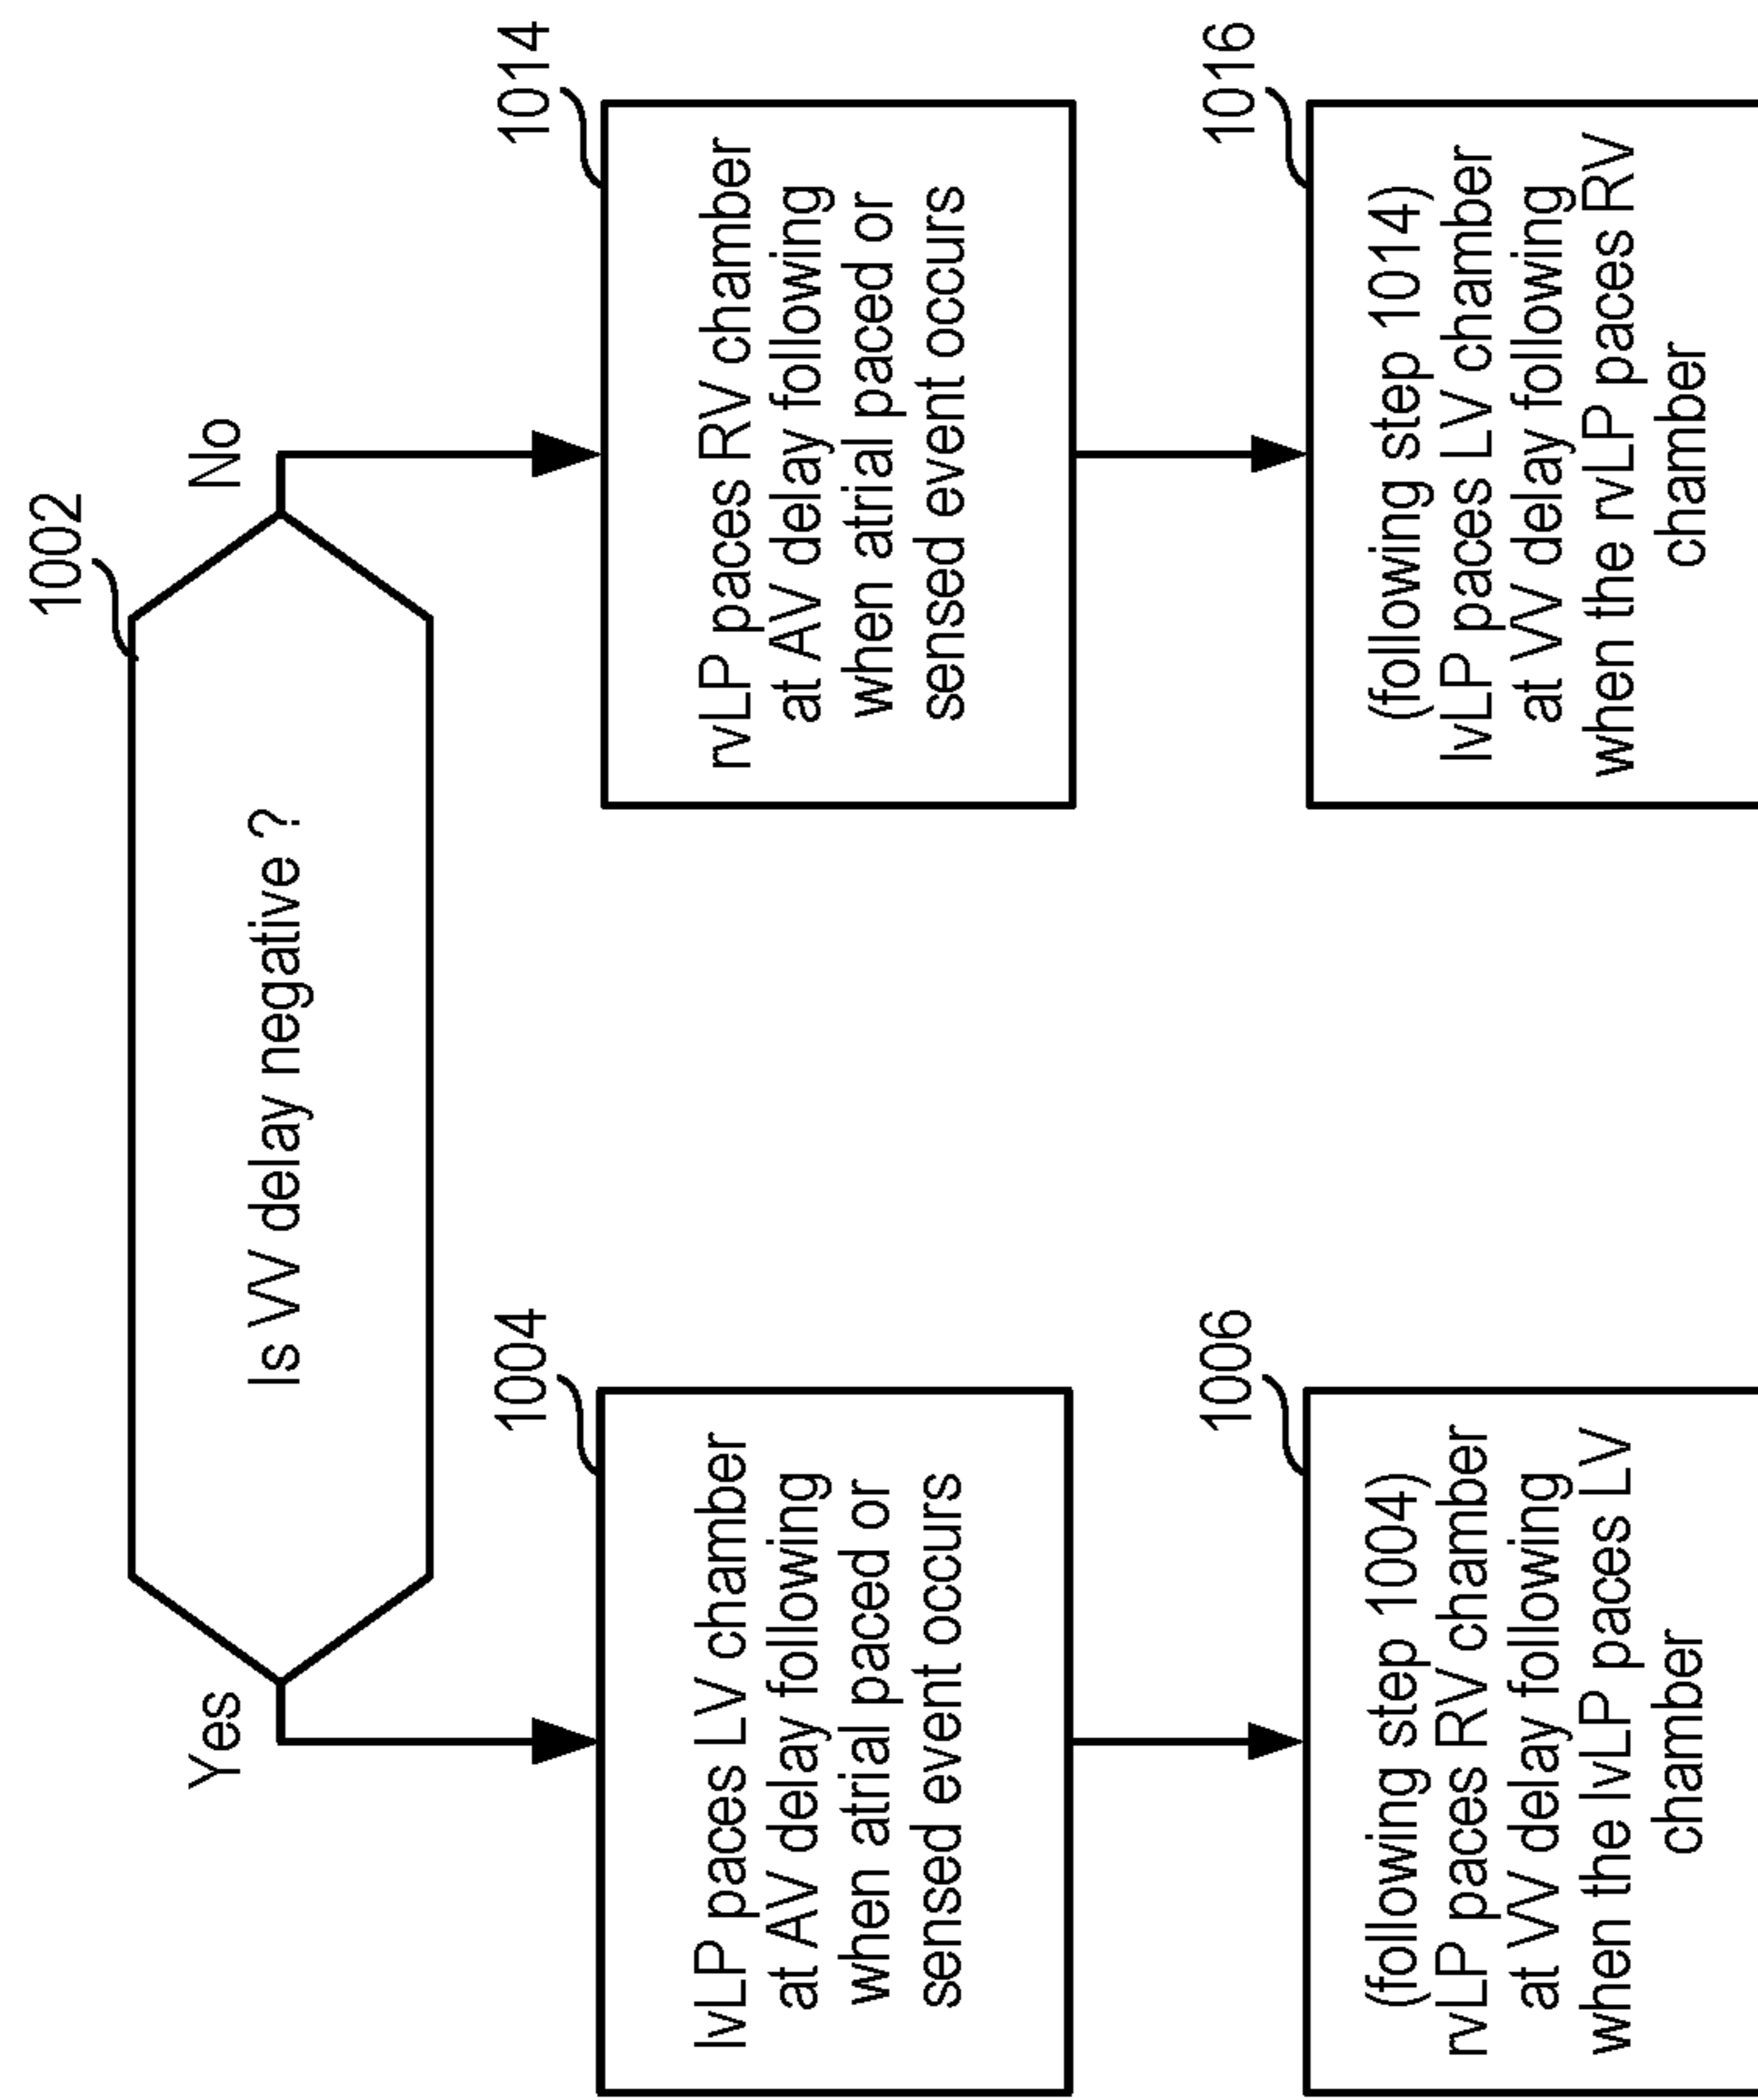 1002
Is VV delay negative ?
Yes
No
1004
lvLP paces LV chamber
at AV delay following
when atrial paced or
sensed event occurs
1014
rvLP paces RV chamber
at AV delay following
when atrial paced or
sensed event occurs
1006
(following step 1004)
rvLP paces RV chamber
at VV delay following
when the lvLP paces LV
chamber
1016
(following step 1014)
lvLP paces LV chamber
at VV delay following
when the rvLP paces RV
chamber